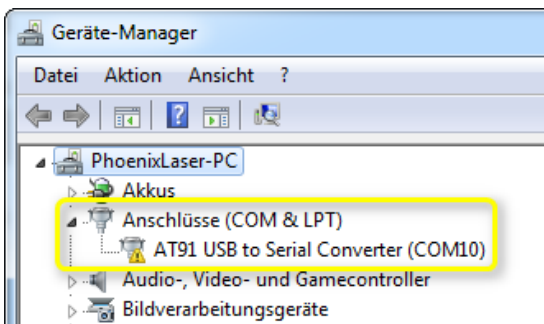 Geräte-Manager
Datei Aktion Ansicht ?
PhoenixLaser-PC
Akkus
Anschlüsse (COM & LPT)
AT91 USB to Serial Converter (COM10)
Audio-, Video- und Gamecontroller
Bildverarbeitungsgeräte